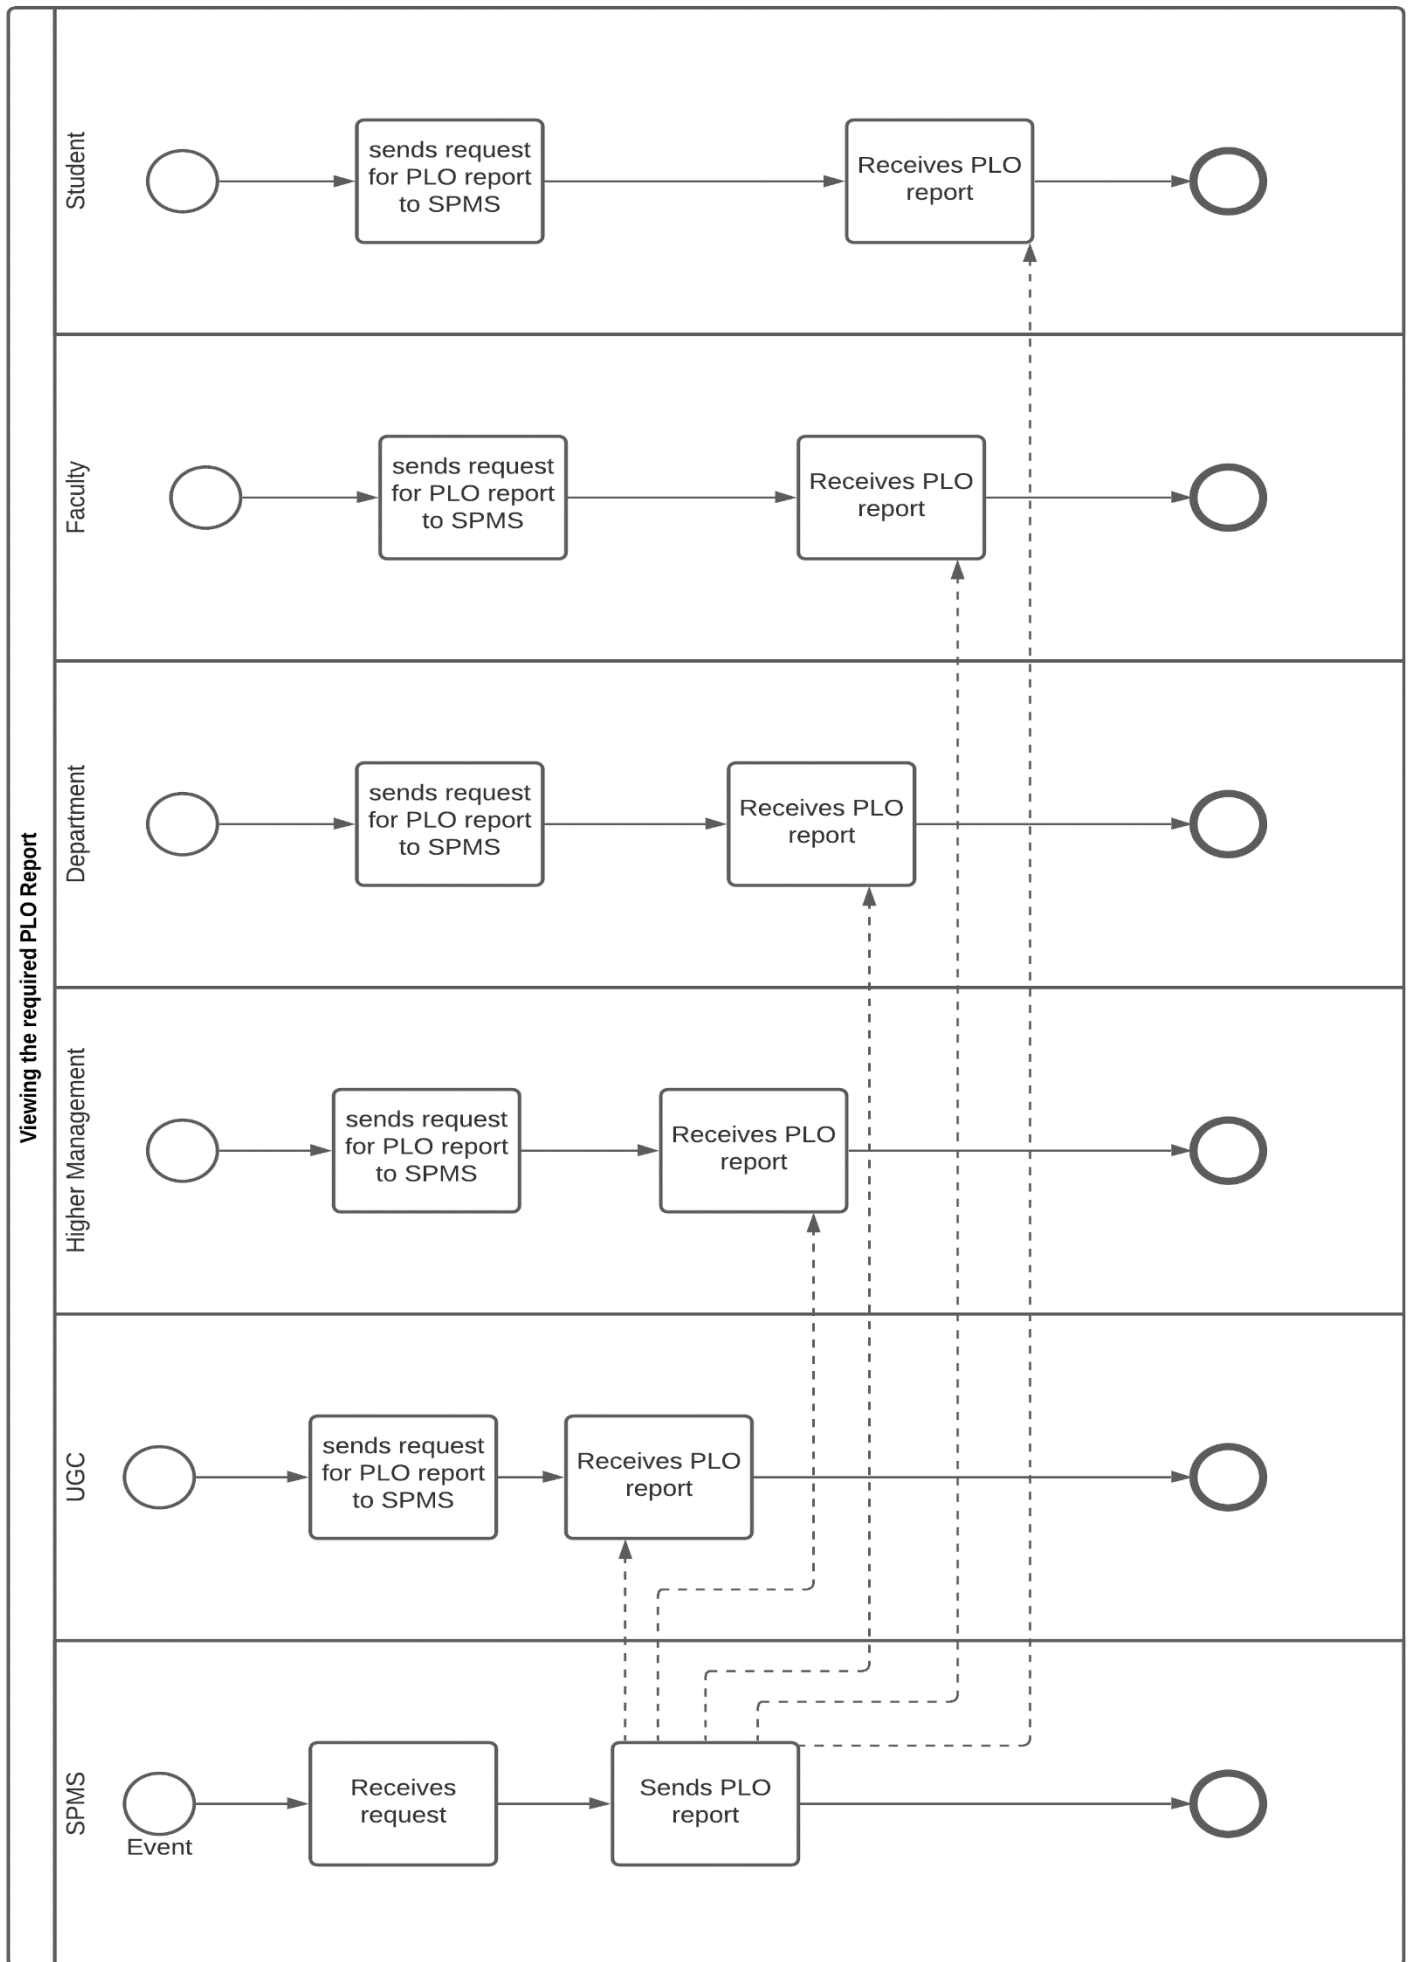 Viewing the required PLO Report
Student
sends request
for PLO report
to SPMS
Receives PLO
report
Faculty
sends request
for PLO report
to SPMS
Receives PLO
report
Department
sends request
for PLO report
to SPMS
Receives PLO
report
Higher Management
sends request
for PLO report
to SPMS
Receives PLO
report
UGC
sends request
for PLO report
to SPMS
Receives PLO
report
SPMS
Event
Receives
request
Sends PLO
report